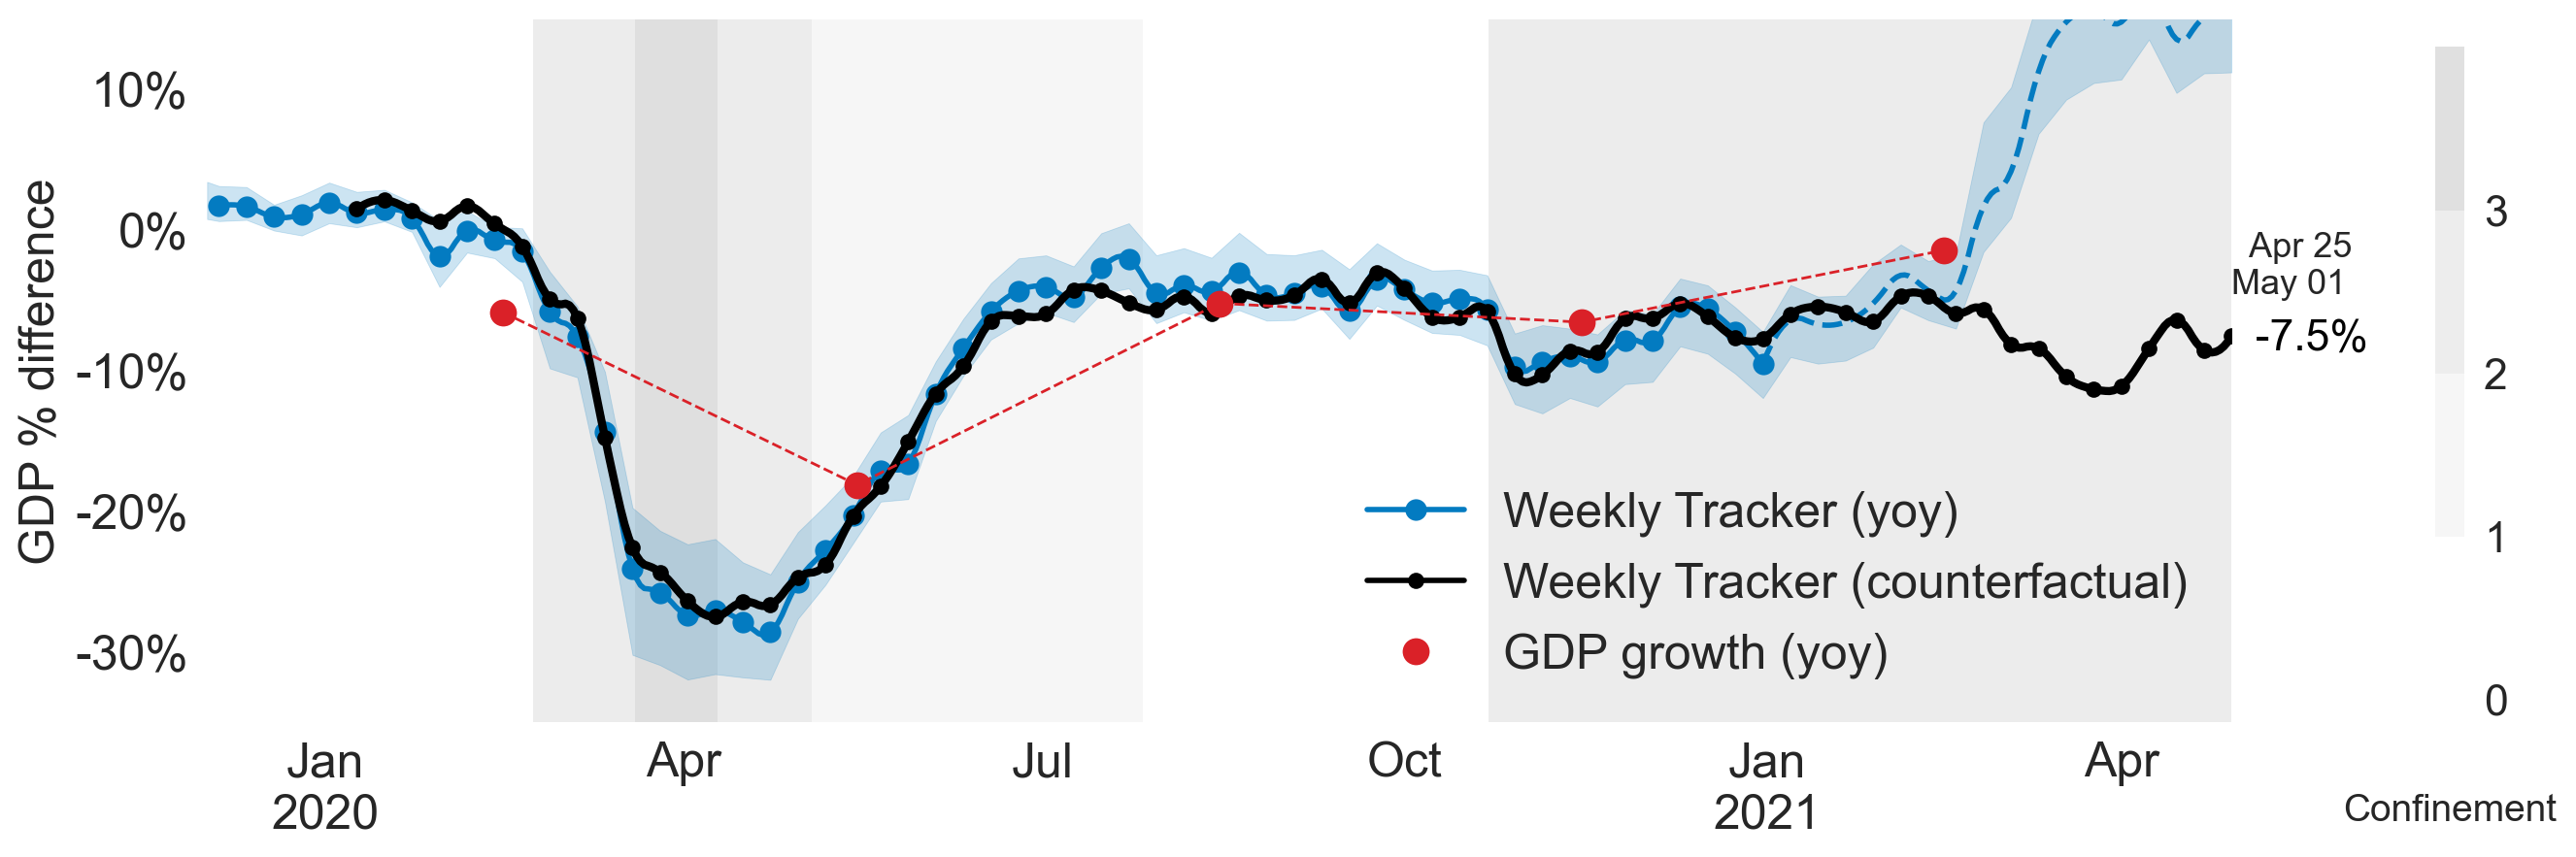 GDP % difference
10%
0%
-10%
-20%
-30%
Jan
2020
Apr
Jul
Oct
Jan
2021
Apr
Weekly Tracker (yoy)
Weekly Tracker (counterfactual)
GDP growth (yoy)
Apr 25
May 01
-7.5%
3
2
1
0
Confinement